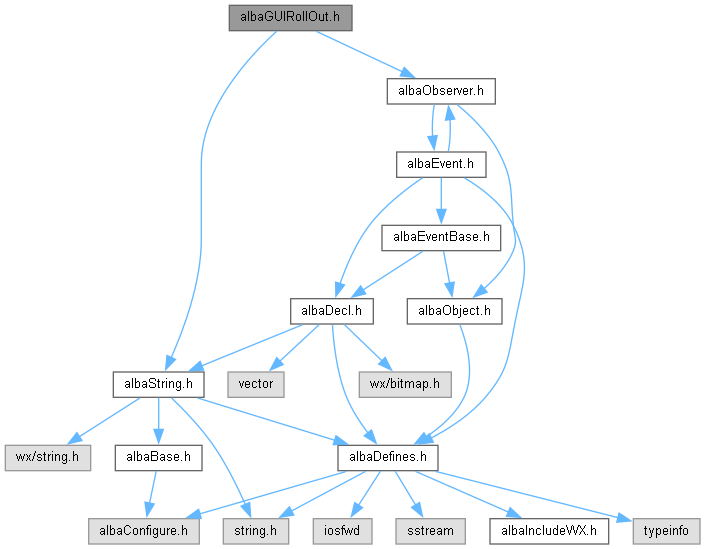 albaGUIRollOut.h
albaObserver.h
albaEvent.h
albaEventBase.h
albaDecl.h
albaObject.h
albaString.h
vector
wx/bitmap.h
wx/string.h
albaBase.h
albaDefines.h
albaConfigure.h
string.h
iosfwd
sstream
albaIncludeWX.h
typeinfo